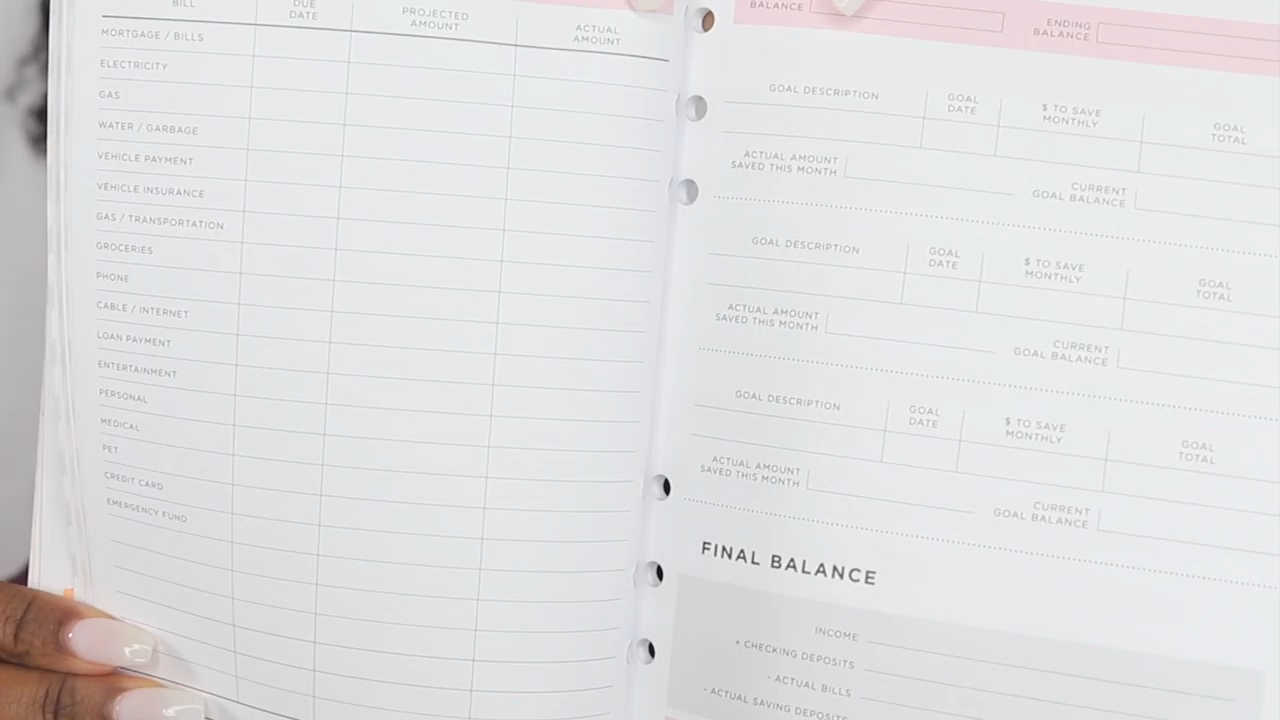 BILL
DUE
DATE
PROJECTED
AMOUNT
ACTUAL
AMOUNT
MORTGAGE / BILLS
ELECTRICITY
GAS
WATER / GARBAGE
VEHICLE PAYMENT
VEHICLE INSURANCE
GAS / TRANSPORTATION
GROCERIES
PHONE
CABLE / INTERNET
LOAN PAYMENT
ENTERTAINMENT
PERSONAL
MEDICAL
PET
CREDIT CARD
EMERGENCY FUND
BALANCE
ENDING
BALANCE
GOAL DESCRIPTION
GOAL
DATE
$ TO SAVE
MONTHLY
GOAL
TOTAL
ACTUAL AMOUNT
SAVED THIS MONTH
CURRENT
GOAL BALANCE
GOAL DESCRIPTION
GOAL
DATE
$ TO SAVE
MONTHLY
GOAL
TOTAL
ACTUAL AMOUNT
SAVED THIS MONTH
CURRENT
GOAL BALANCE
GOAL DESCRIPTION
GOAL
DATE
$ TO SAVE
MONTHLY
GOAL
TOTAL
ACTUAL AMOUNT
SAVED THIS MONTH
CURRENT
GOAL BALANCE
FINAL BALANCE
INCOME
+ CHECKING DEPOSITS
- ACTUAL BILLS
- ACTUAL SAVING DEPOSITS